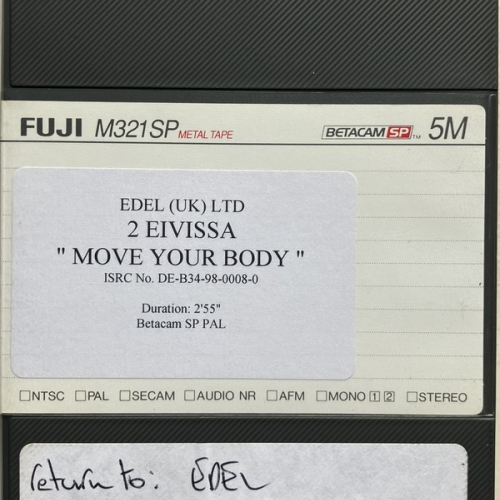 FUJI M321SP METAL TAPE BETACAM SP TM 5M
EDEL (UK) LTD
2 EIVISSA
" MOVE YOUR BODY "
ISRC No. DE-B34-98-0008-0
Duration: 2'55"
Betacam SP PAL
☐NTSC ☐PAL ☐SECAM ☐AUDIO NR ☐AFM ☐MONO 1 2 ☐STEREO
return to: EDEL